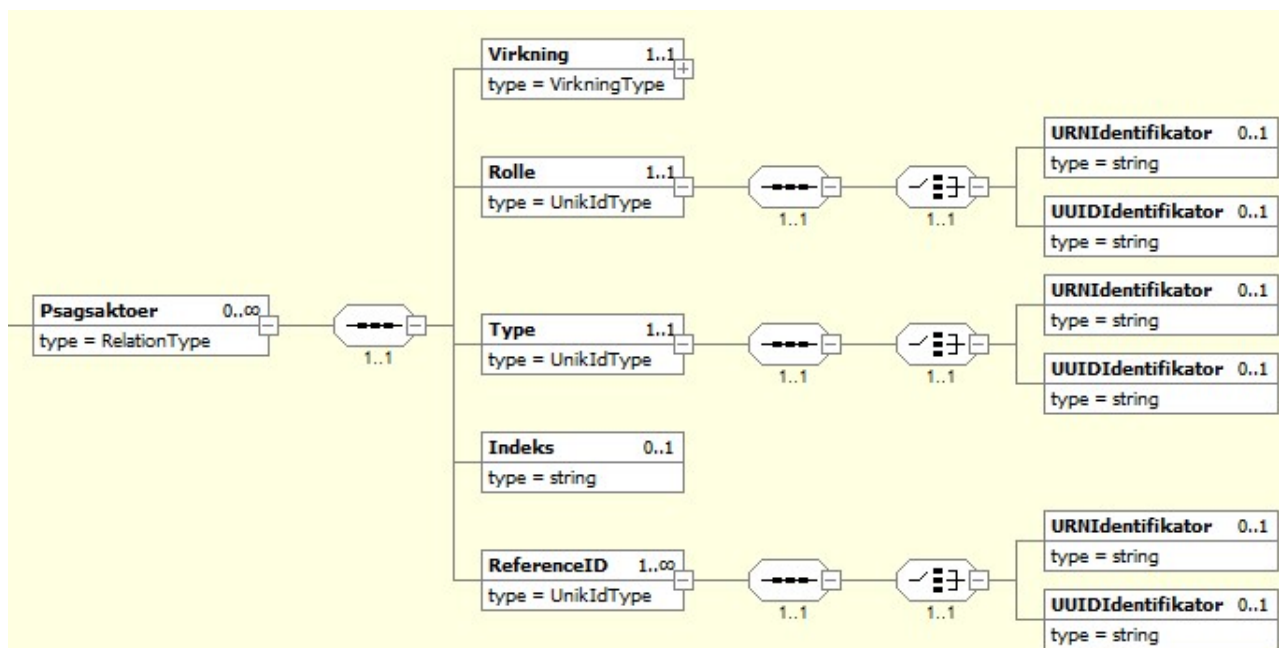 Virkning 1..1
type = VirkningType
URNIdentifikator 0..1
type = string
Rolle 1..1
type = UnikIdType
1..1
1..1
UUIDIdentifikator 0..1
type = string
Psagsaktoer 0..∞
type = RelationType
1..1
URNIdentifikator 0..1
type = string
Type 1..1
type = UnikIdType
1..1
1..1
UUIDIdentifikator 0..1
type = string
Indeks 0..1
type = string
URNIdentifikator 0..1
type = string
ReferenceID 1..∞
type = UnikIdType
1..1
1..1
UUIDIdentifikator 0..1
type = string